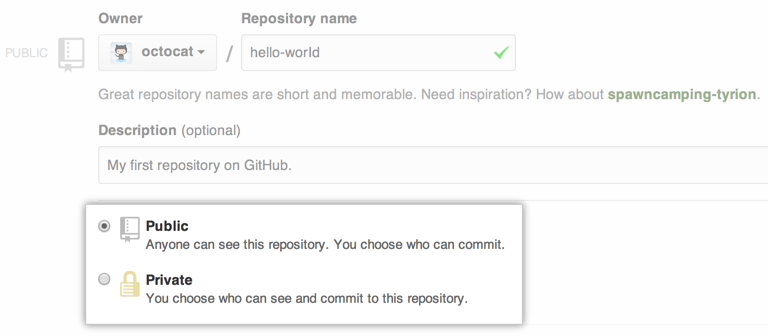 Owner Repository name
PUBLIC octocat / hello-world
Great repository names are short and memorable. Need inspiration? How about spawncamping-tyrion.
Description (optional)
My first repository on GitHub.
Public
Anyone can see this repository. You choose who can commit.
Private
You choose who can see and commit to this repository.